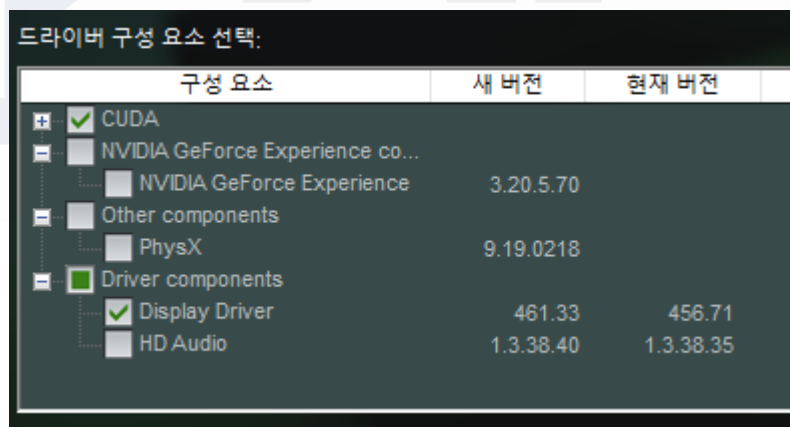 드라이버 구성 요소 선택:
구성 요소 새 버전 현재 버전
CUDA
NVIDIA GeForce Experience co...
NVIDIA GeForce Experience 3.20.5.70
Other components
PhysX 9.19.0218
Driver components
Display Driver 461.33 456.71
HD Audio 1.3.38.40 1.3.38.35